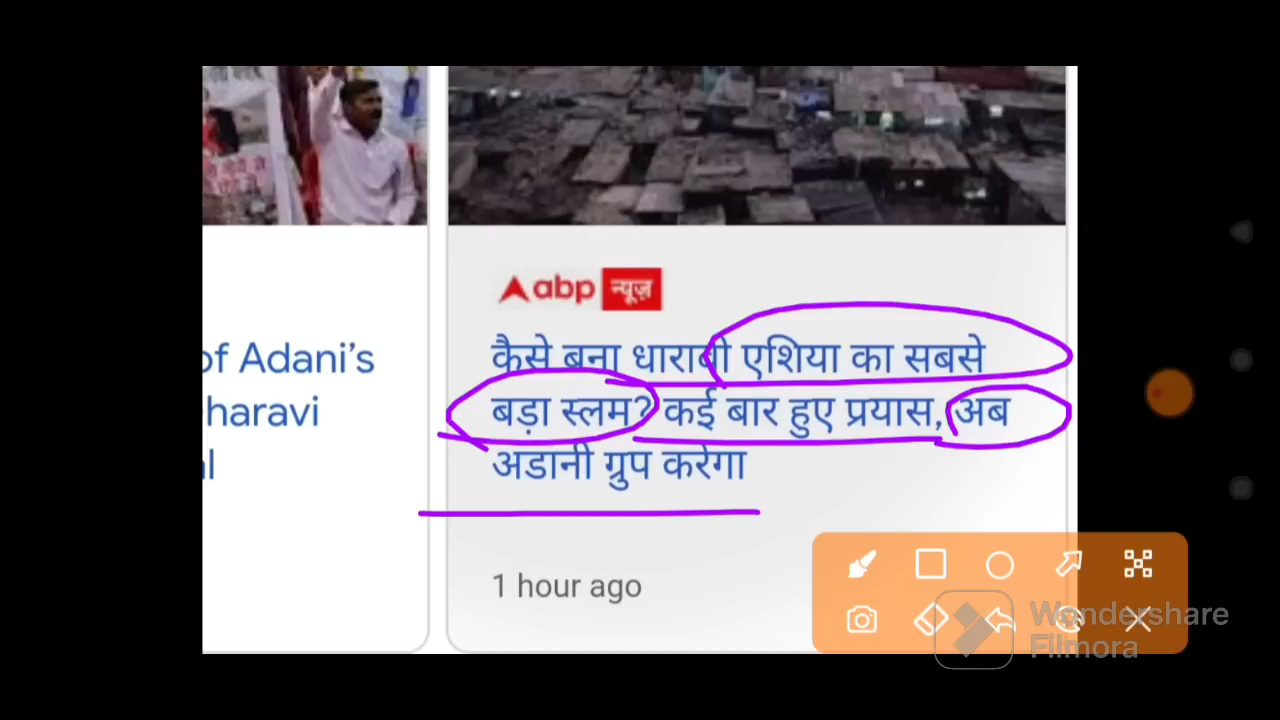 abp न्यूज़
of Adani's
haravi
कैसे बना धारावी एशिया का सबसे
बड़ा स्लम? कई बार हुए प्रयास, अब
अडानी ग्रुप करेगा
1 hour ago
Wondershare
Filmora